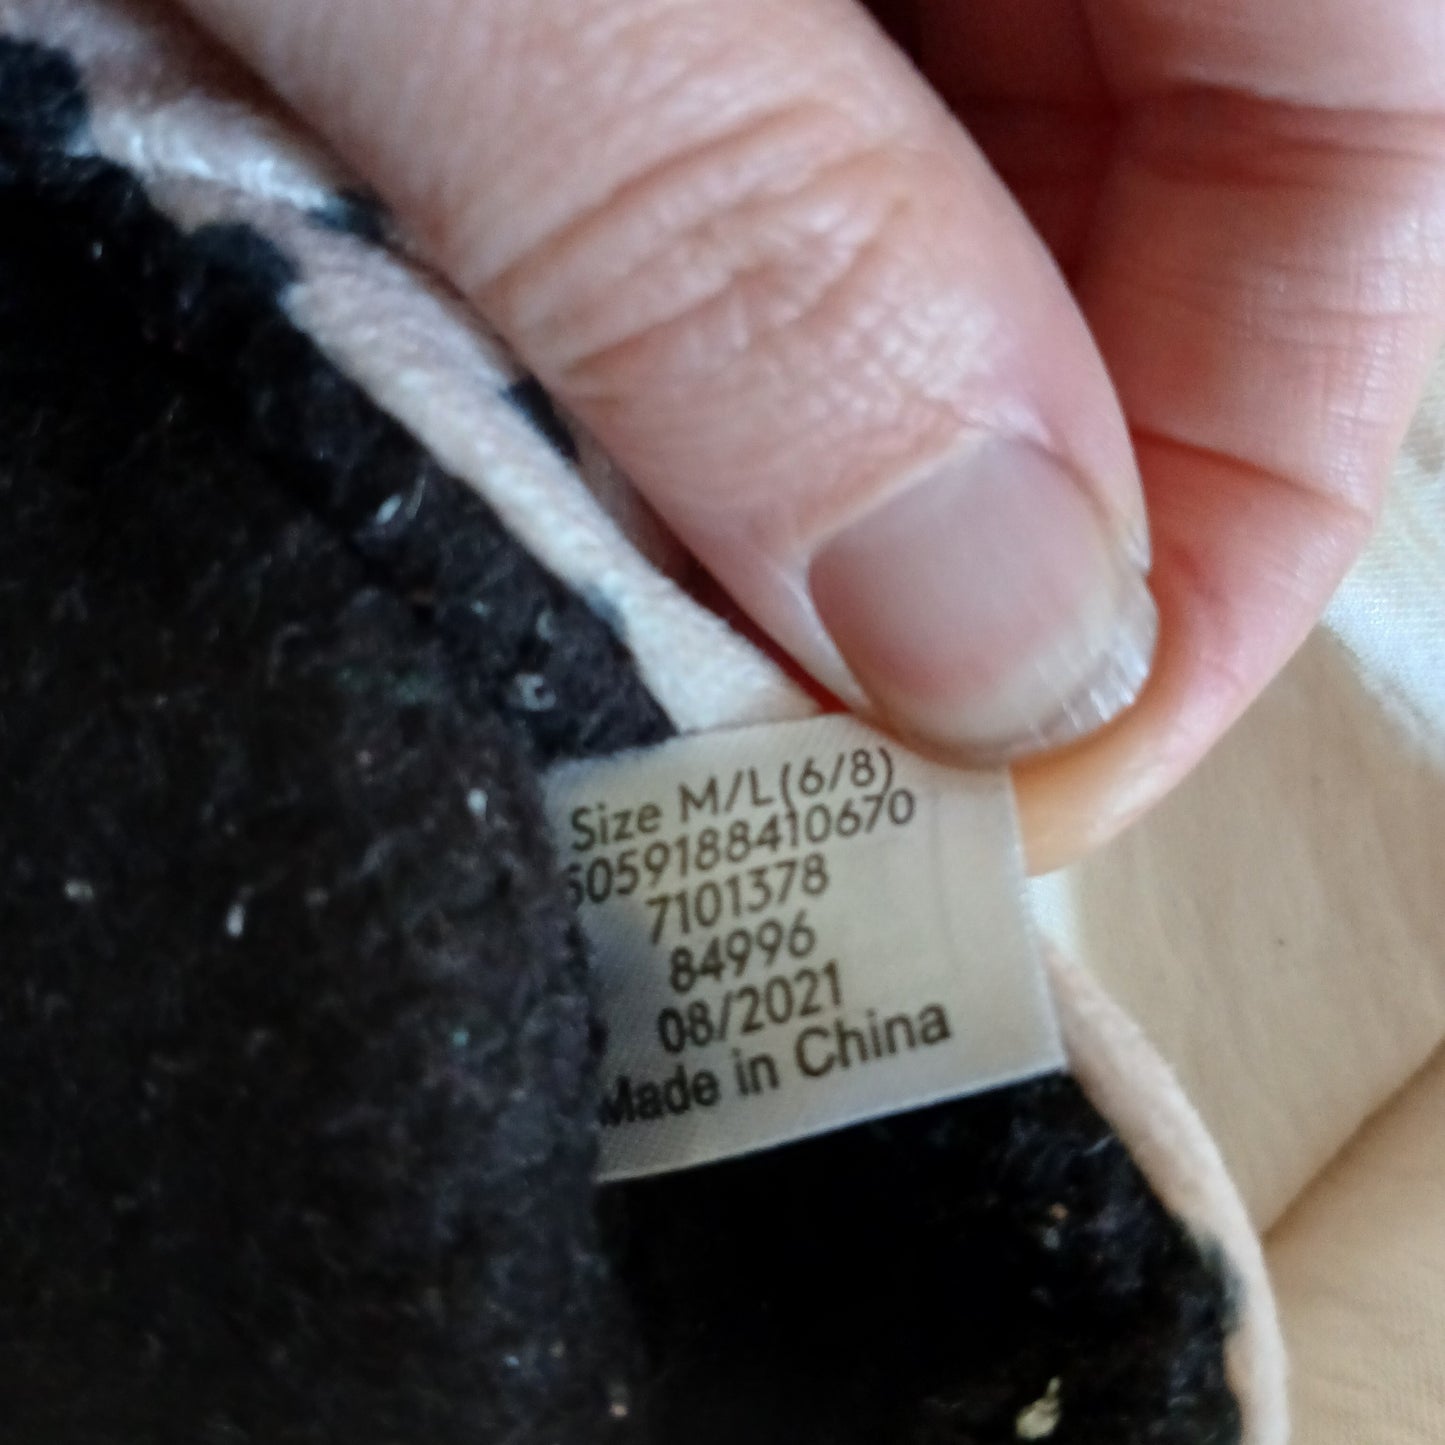 Size M/L(6/8)
5059188410670
7101378
84996
08/2021
Made in China